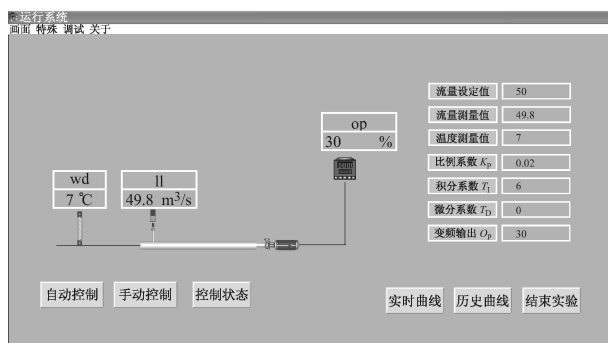 运行系统
画面 特殊 调试 关于
流量设定值 50
流量测量值 49.8
op
30 %
温度测量值 7
比例系数 Kp 0.02
wd
7 ℃
ll
49.8 m³/s
积分系数 TI 6
微分系数 TD 0
变频输出 Op 30
自动控制 手动控制 控制状态
实时曲线 历史曲线 结束实验